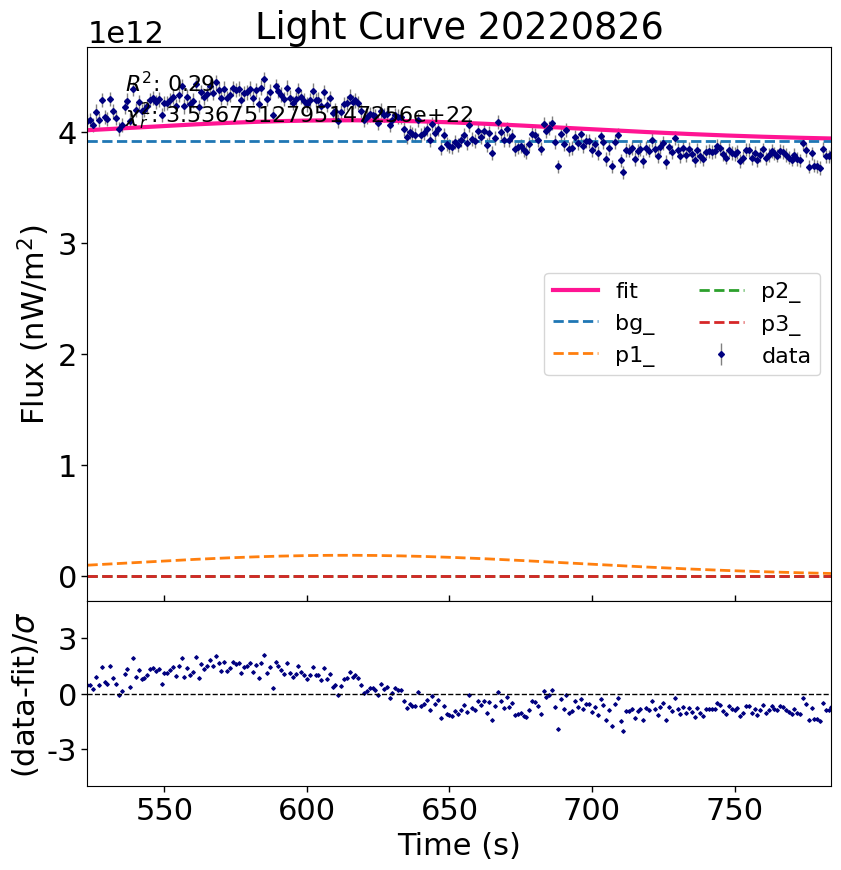 Light Curve 20220826
1e12
R²: 0.29
χ²ᵣ: 3.5367512795147256e+22
4
3
2
1
0
Flux (nW/m²)
fit
bg_
p1_
p2_
p3_
data
3
0
-3
(data-fit)/σ
550 600 650 700 750
Time (s)